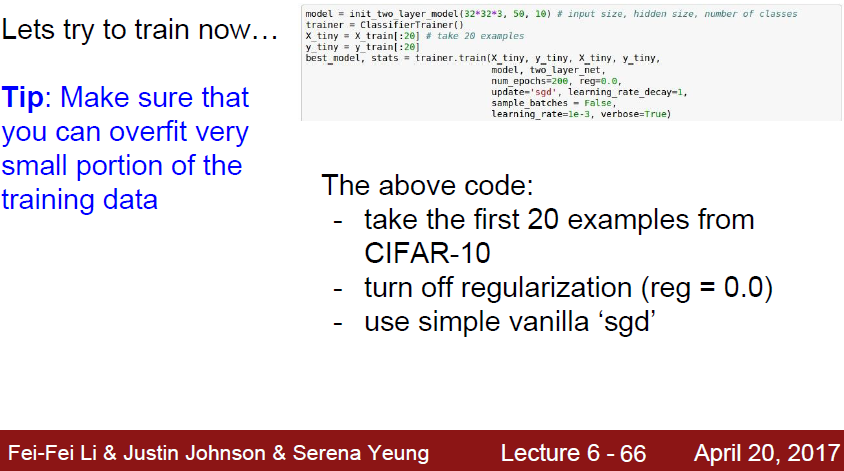 Lets try to train now…
Tip: Make sure that
you can overfit very
small portion of the
training data
model = init_two_layer_model(32*32*3, 50, 10) # input size, hidden size, number of classes
trainer = ClassifierTrainer()
X_tiny = X_train[:20] # take 20 examples
y_tiny = y_train[:20]
best_model, stats = trainer.train(X_tiny, y_tiny, X_tiny, y_tiny,
model, two_layer_net,
num_epochs=200, reg=0.0,
update='sgd', learning_rate_decay=1,
sample_batches = False,
learning_rate=1e-3, verbose=True)
The above code:
- take the first 20 examples from
CIFAR-10
- turn off regularization (reg = 0.0)
- use simple vanilla ‘sgd’
Fei-Fei Li & Justin Johnson & Serena Yeung Lecture 6 - 66 April 20, 2017